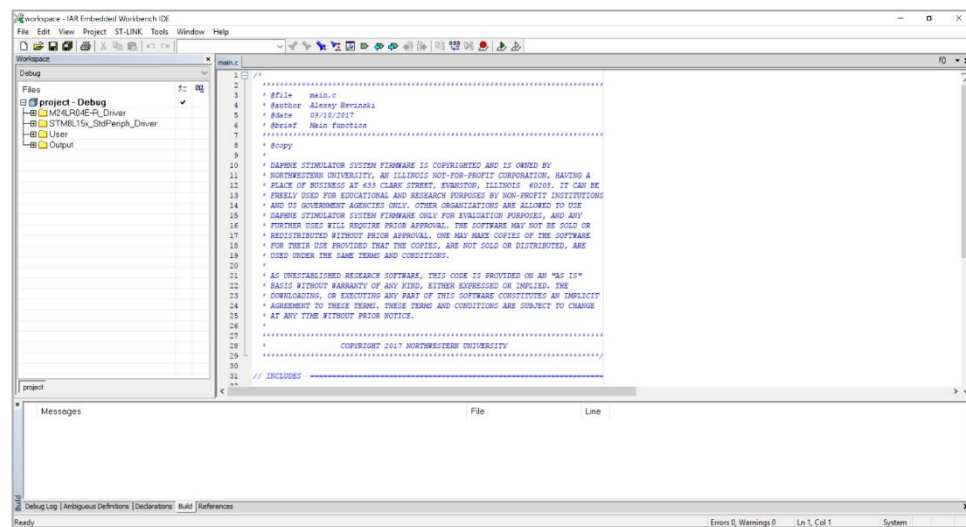 workspace - IAR Embedded Workbench IDE
File Edit View Project ST-LINK Tools Window Help
Workspace
main.c
f()
Debug
Files
project - Debug
M24LR04E-R_Driver
STM8L15x_StdPeriph_Driver
User
Output
project
1 /*
2 ******************************************************************************
3 * @file main.c
4 * @author Alexey Revinski
5 * @date 09/10/2017
6 * @brief Main function
7 ******************************************************************************
8 * @copy
9 *
10 * DAPHNE STIMULATOR SYSTEM FIRMWARE IS COPYRIGHTED AND IS OWNED BY
11 * NORTHWESTERN UNIVERSITY, AN ILLINOIS NOT-FOR-PROFIT CORPORATION, HAVING A
12 * PLACE OF BUSINESS AT 633 CLARK STREET, EVANSTON, ILLINOIS 60208. IT CAN BE
13 * FREELY USED FOR EDUCATIONAL AND RESEARCH PURPOSES BY NON-PROFIT INSTITUTIONS
14 * AND US GOVERNMENT AGENCIES ONLY. OTHER ORGANISATIONS ARE ALLOWED TO USE
15 * DAPHNE STIMULATOR SYSTEM FIRMWARE ONLY FOR EVALUATION PURPOSES, AND ANY
16 * FURTHER USES WILL REQUIRE PRIOR APPROVAL. THE SOFTWARE MAY NOT BE SOLD OR
17 * REDISTRIBUTED WITHOUT PRIOR APPROVAL. ONE MAY MAKE COPIES OF THE SOFTWARE
18 * FOR THEIR USE PROVIDED THAT THE COPIES, ARE NOT SOLD OR DISTRIBUTED, ARE
19 * USED UNDER THE SAME TERMS AND CONDITIONS.
20 *
21 * AS UNESTABLISHED RESEARCH SOFTWARE, THIS CODE IS PROVIDED ON AN "AS IS"
22 * BASIS WITHOUT WARRANTY OF ANY KIND, EITHER EXPRESSED OR IMPLIED. THE
23 * DOWNLOADING, OR EXECUTING ANY PART OF THIS SOFTWARE CONSTITUTES AN IMPLICIT
24 * AGREEMENT TO THESE TERMS. THESE TERMS AND CONDITIONS ARE SUBJECT TO CHANGE
25 * AT ANY TIME WITHOUT PRIOR NOTICE.
26 *
27 ******************************************************************************
28 * COPYRIGHT 2017 NORTHWESTERN UNIVERSITY
29 ******************************************************************************/
30
31 // INCLUDES ===================================================================
Messages File Line
Build
Debug Log | Ambiguous Definitions | Declarations Build References
Ready Errors 0, Warnings 0 Ln 1, Col 1 System